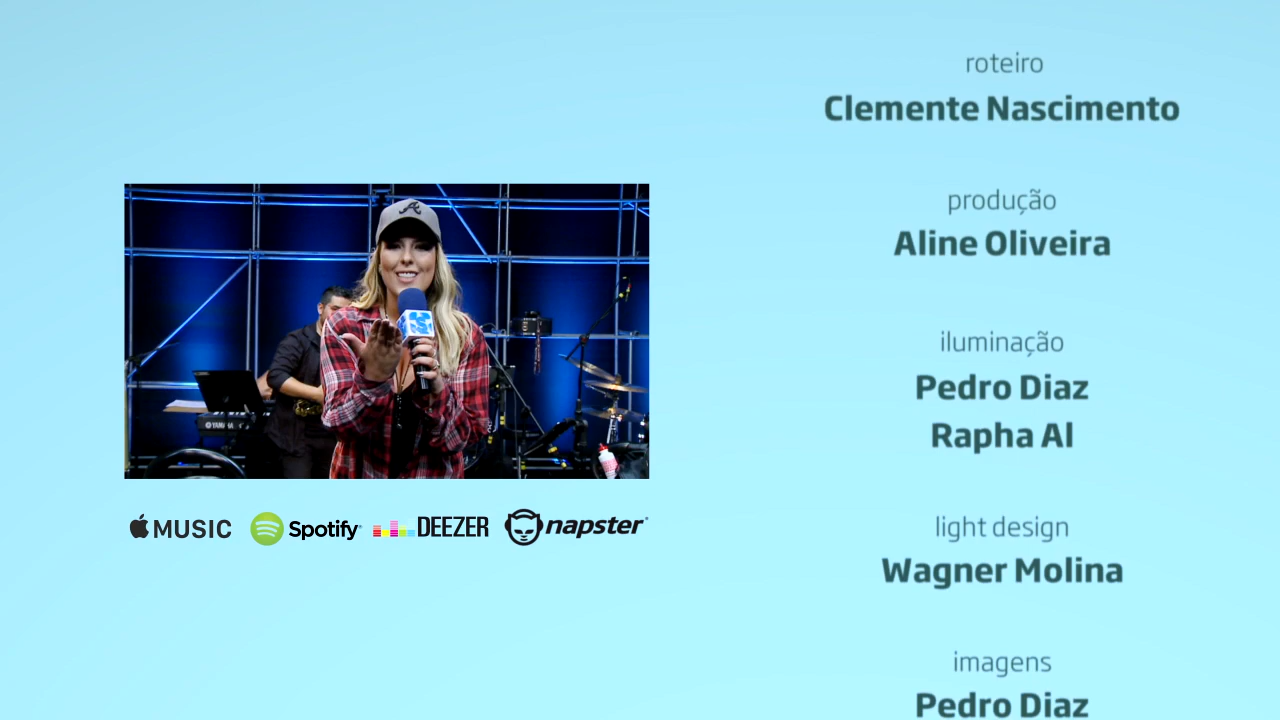 YAMAHA
MUSIC
Spotify
DEEZER
napster
roteiro
Clemente Nascimento
produção
Aline Oliveira
iluminação
Pedro Diaz
Rapha Al
light design
Wagner Molina
imagens
Pedro Diaz